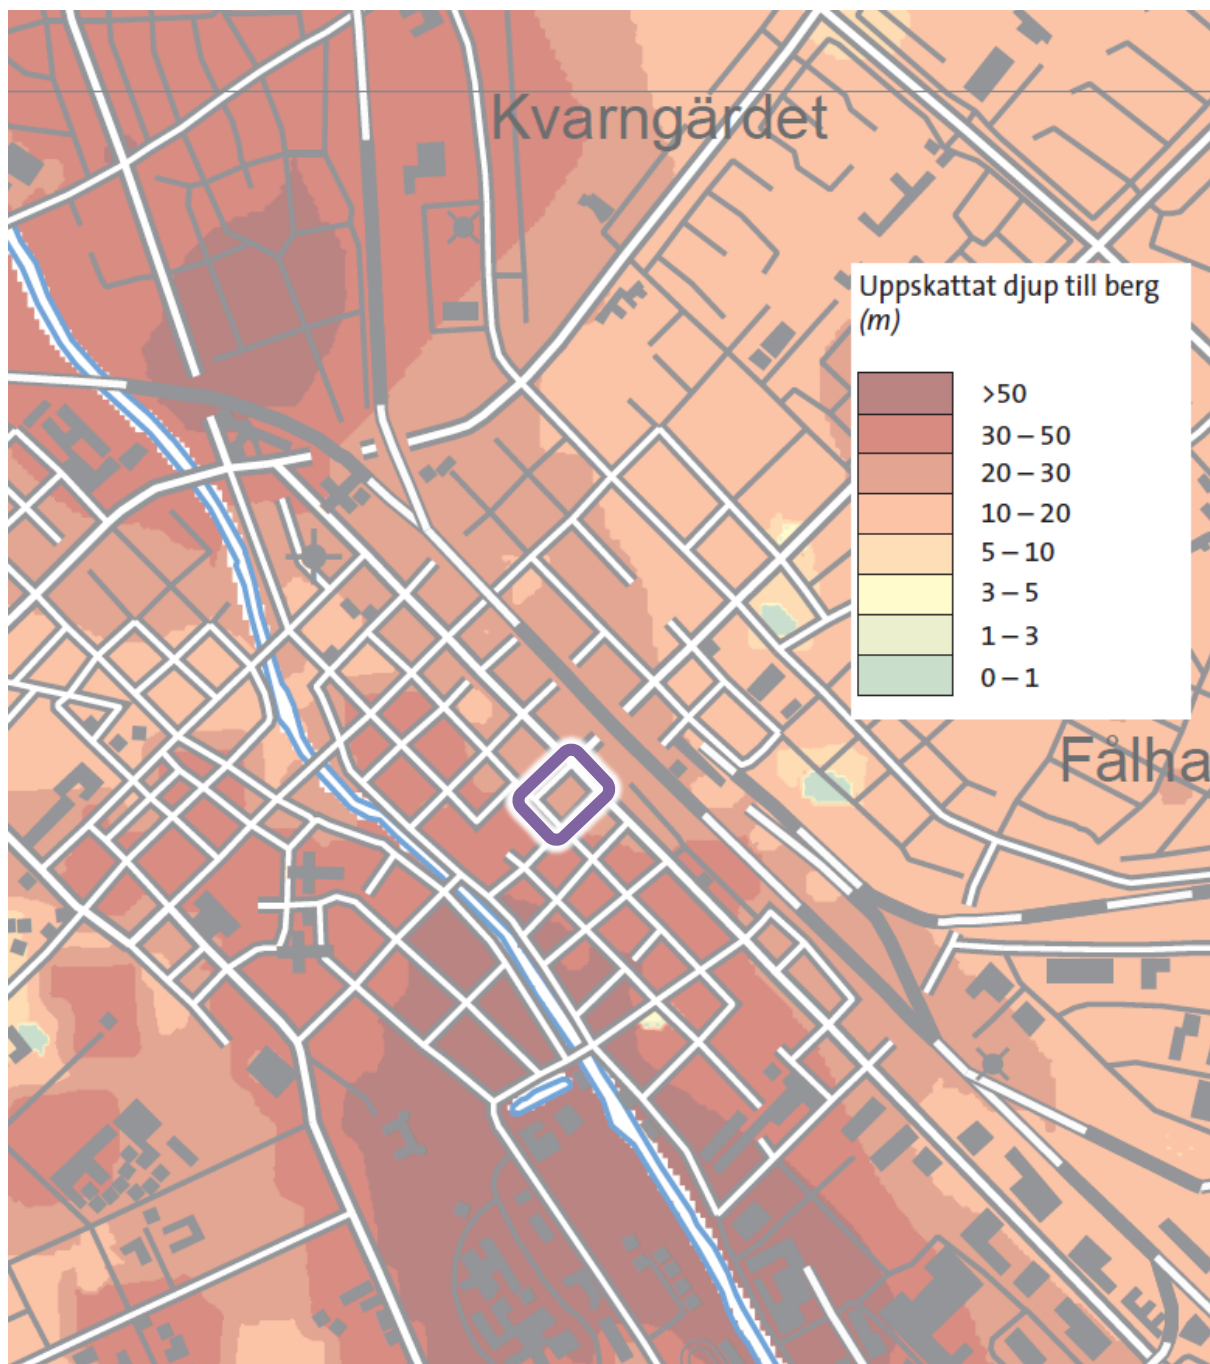 Kvarngärdet
Uppskattat djup till berg
(m)
>50
30 – 50
20 – 30
10 – 20
5 – 10
3 – 5
1 – 3
0 – 1
Fålha